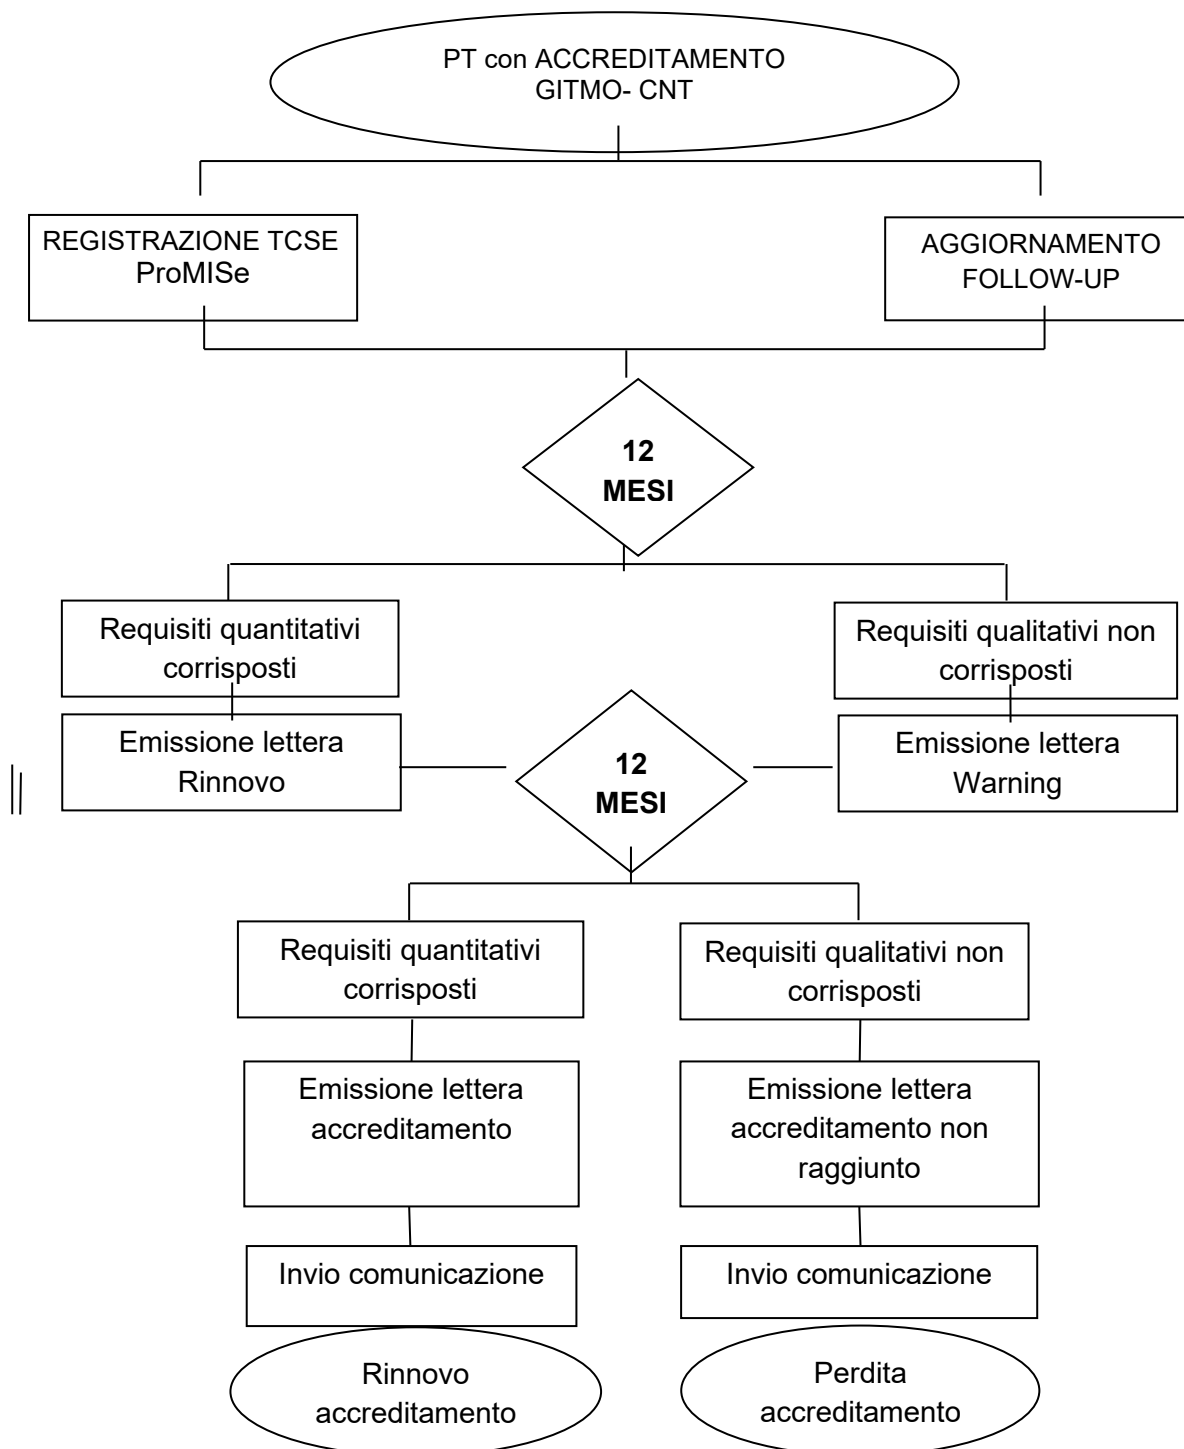 PT con ACCREDITAMENTO
GITMO- CNT
REGISTRAZIONE TCSE
ProMISe
AGGIORNAMENTO
FOLLOW-UP
12
MESI
Requisiti quantitativi
corrisposti
Requisiti qualitativi non
corrisposti
Emissione lettera
Rinnovo
12
MESI
Emissione lettera
Warning
Requisiti quantitativi
corrisposti
Requisiti qualitativi non
corrisposti
Emissione lettera
accreditamento
Emissione lettera
accreditamento non
raggiunto
Invio comunicazione
Invio comunicazione
Rinnovo
accreditamento
Perdita
accreditamento